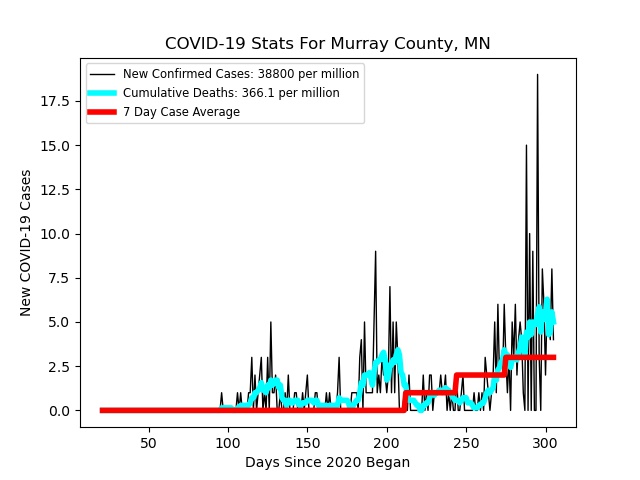 COVID-19 Stats For Murray County, MN
New Confirmed Cases: 38800 per million
Cumulative Deaths: 366.1 per million
7 Day Case Average
New COVID-19 Cases
17.5
15.0
12.5
10.0
7.5
5.0
2.5
0.0
50 100 150 200 250 300
Days Since 2020 Began